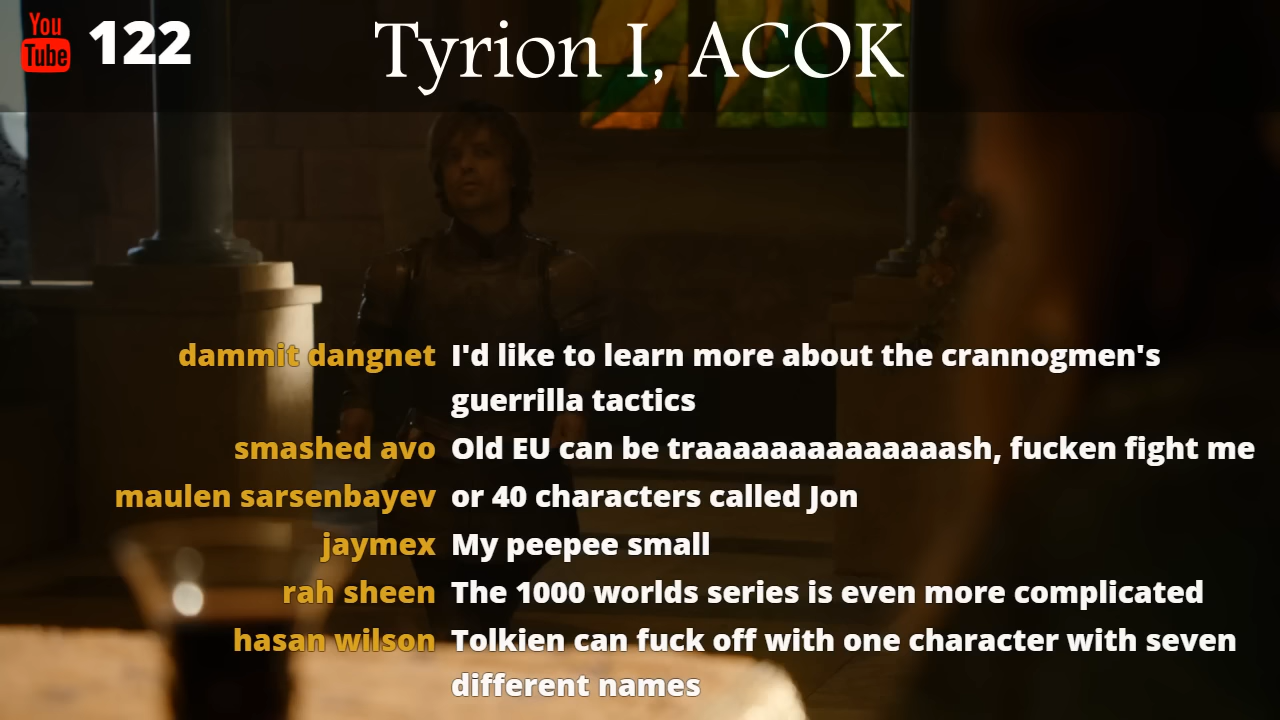 You Tube 122
Tyrion I, ACOK
dammit dangnet I'd like to learn more about the crannogmen's
guerrilla tactics
smashed avo Old EU can be traaaaaaaaaaaaaash, fucken fight me
maulen sarsenbayev or 40 characters called Jon
jaymex My peepee small
rah sheen The 1000 worlds series is even more complicated
hasan wilson Tolkien can fuck off with one character with seven
different names